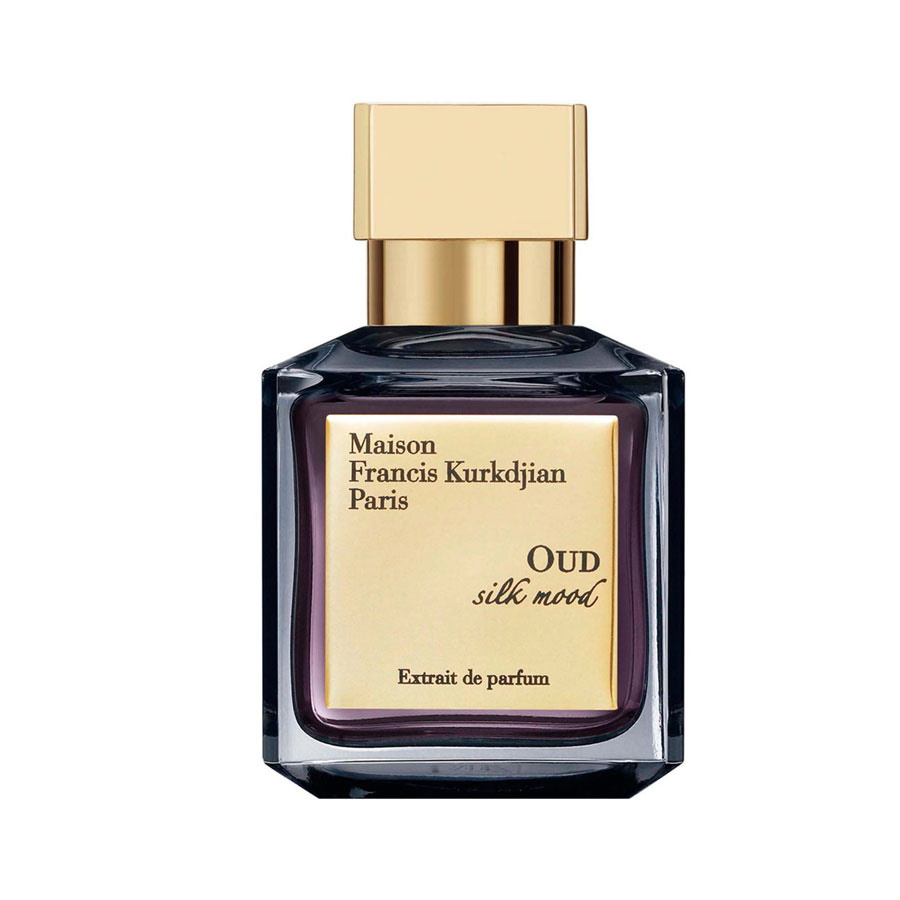 Maison
Francis Kurkdjian
Paris
OUD
silk mood
Extrait de parfum